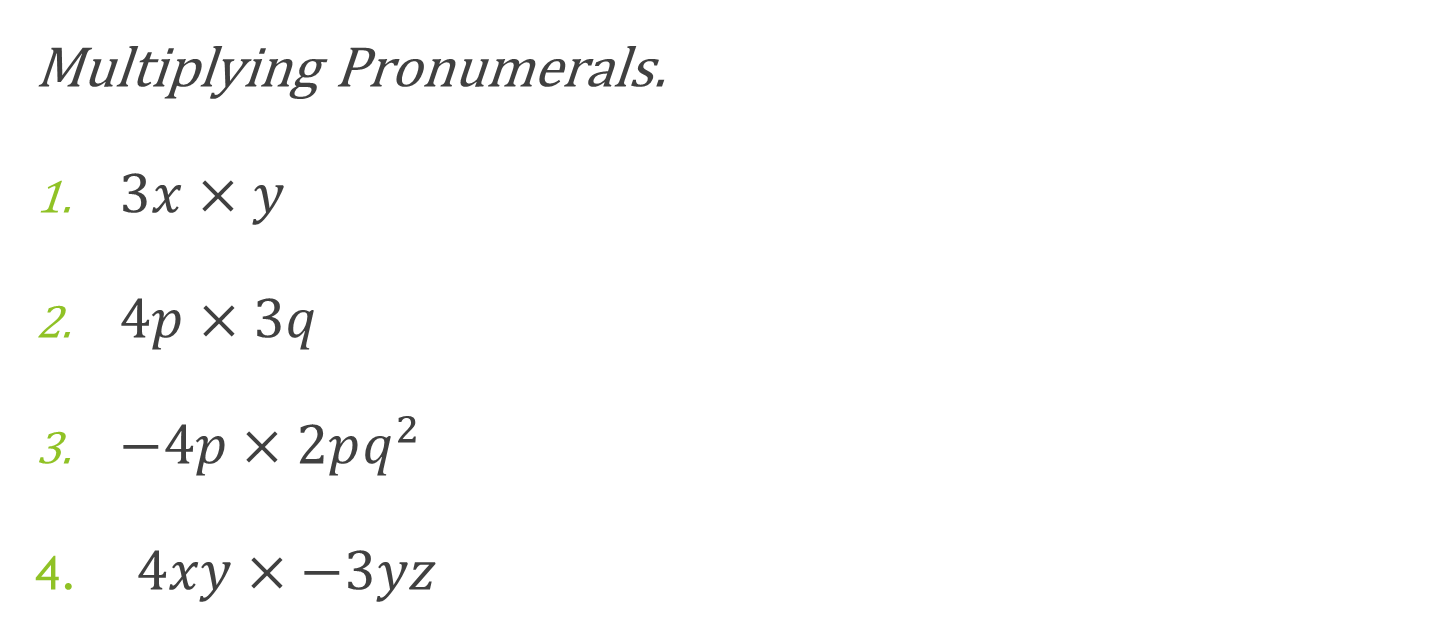 Multiplying Pronumerals.
1. 3x × y
2. 4p × 3q
3. −4p × 2pq²
4. 4xy × −3yz